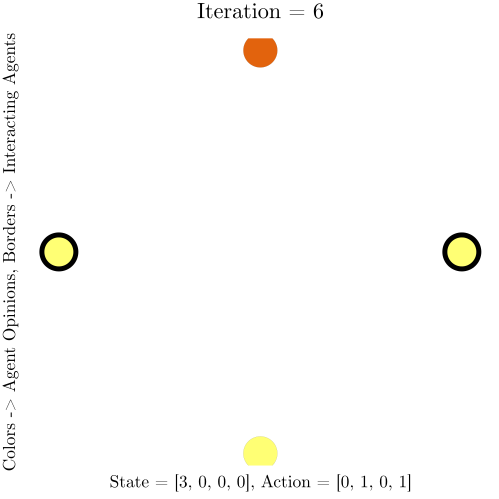 Iteration = 6
Colors -> Agent Opinions, Borders -> Interacting Agents
State = [3, 0, 0, 0], Action = [0, 1, 0, 1]